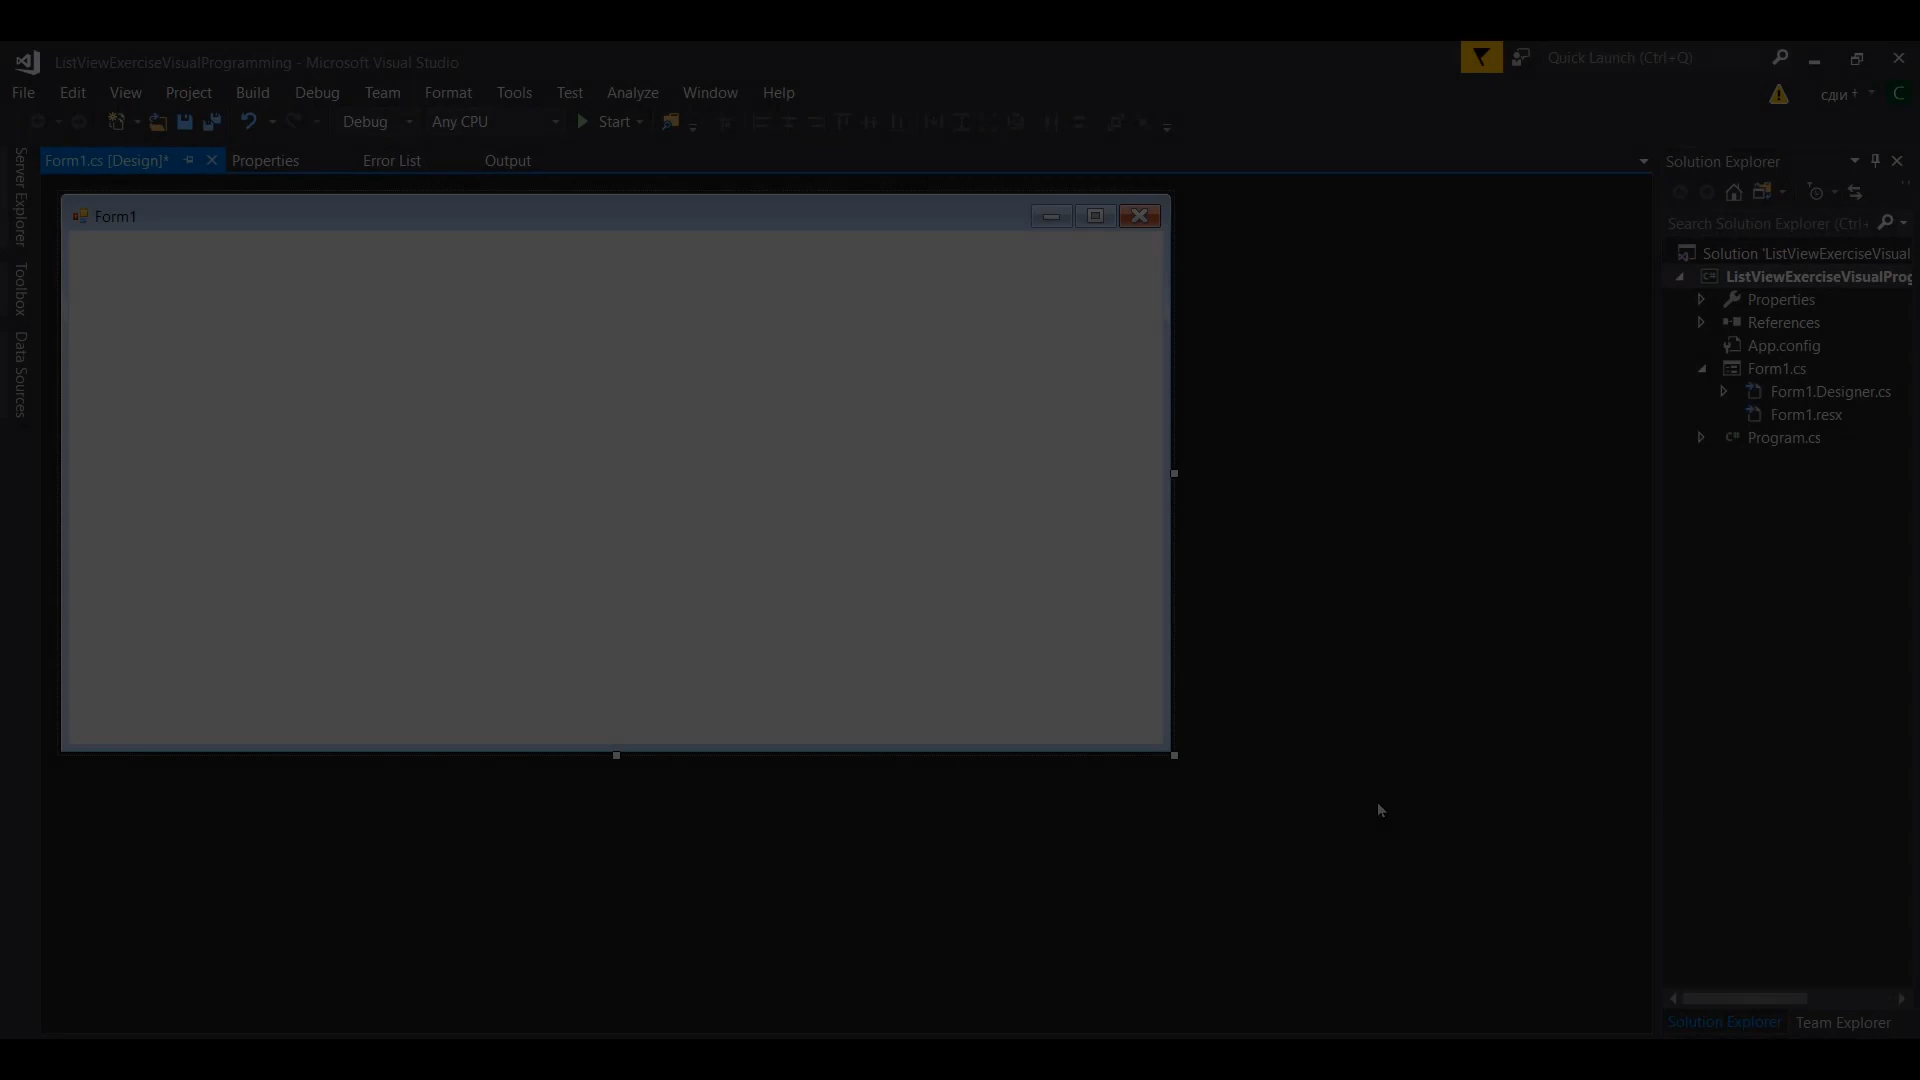 ListViewExerciseVisualProgramming - Microsoft Visual Studio
Quick Launch (Ctrl+Q)
File Edit View Project Build Debug Team Format Tools Test Analyze Window Help
сди †
C
Debug Any CPU Start
Form1.cs [Design]* Properties Error List Output
Solution Explorer
Server Explorer
Toolbox
Data Sources
Form1
Search Solution Explorer (Ctrl+
Solution 'ListViewExerciseVisual
C# ListViewExerciseVisualProg
Properties
References
App.config
Form1.cs
Form1.Designer.cs
Form1.resx
C# Program.cs
Solution Explorer Team Explorer